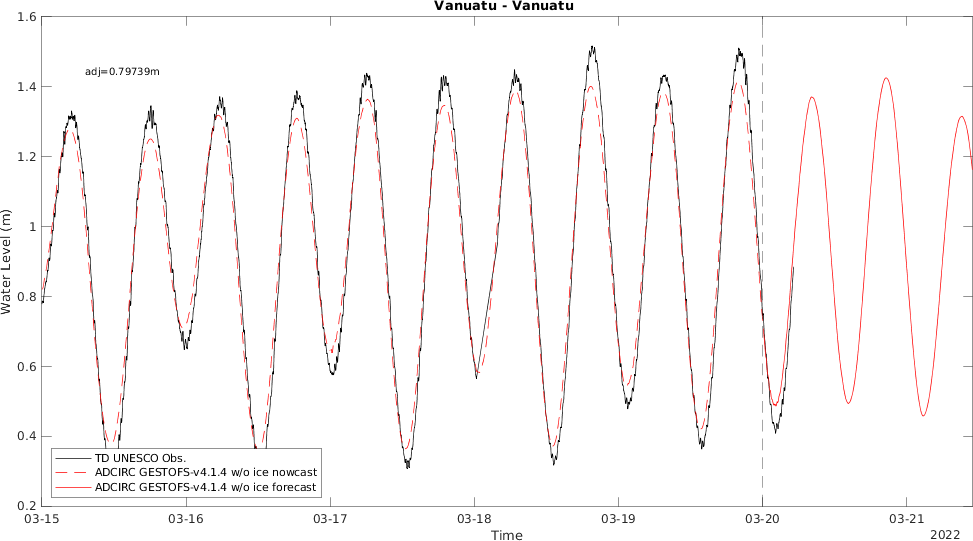 Vanuatu - Vanuatu
1.6
1.4
1.2
1
0.8
0.6
0.4
0.2
Water Level (m)
adj=0.79739m
TD UNESCO Obs.
ADCIRC GESTOFS-v4.1.4 w/o ice nowcast
ADCIRC GESTOFS-v4.1.4 w/o ice forecast
03-15 03-16 03-17 03-18 03-19 03-20 03-21
Time
2022